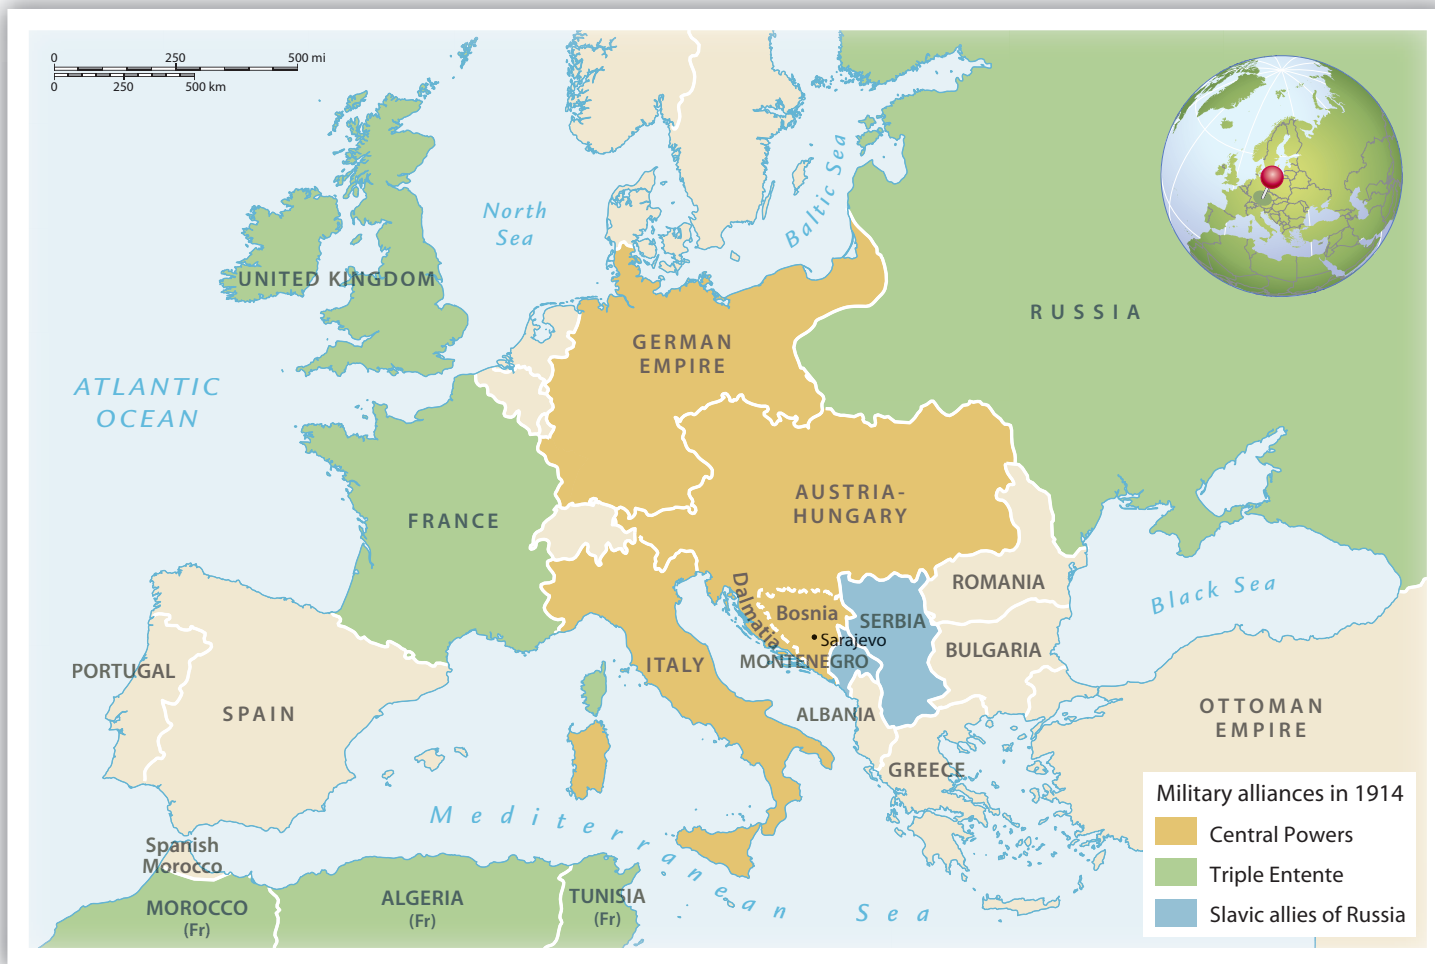 0 250 500 mi
0 250 500 km
North
Sea
Baltic Sea
UNITED KINGDOM
RUSSIA
GERMAN
EMPIRE
ATLANTIC
OCEAN
AUSTRIA-
HUNGARY
FRANCE
ROMANIA
Black Sea
Dalmatia
Bosnia
SERBIA
Sarajevo
BULGARIA
MONTENEGRO
ITALY
PORTUGAL
SPAIN
ALBANIA
OTTOMAN
EMPIRE
GREECE
Mediterranean Sea
Spanish
Morocco
MOROCCO
(Fr)
ALGERIA
(Fr)
TUNISIA
(Fr)
Military alliances in 1914
Central Powers
Triple Entente
Slavic allies of Russia